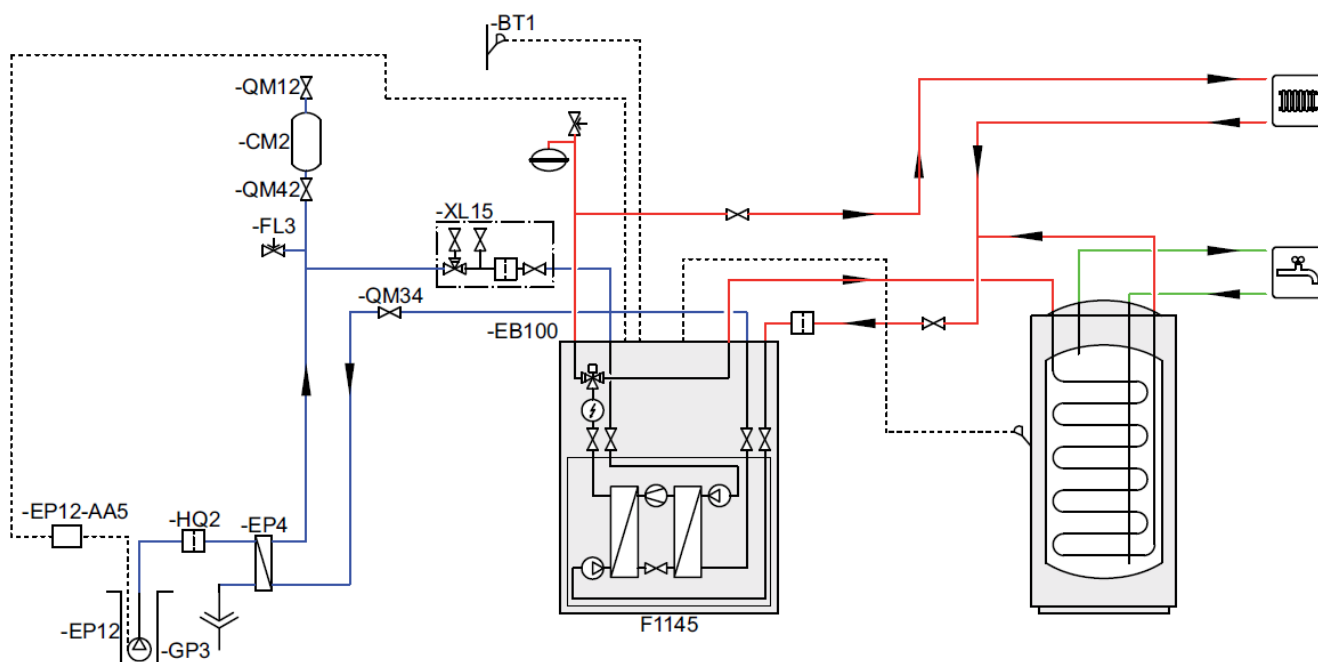 -BT1
-QM12
-CM2
-QM42
-XL15
-FL3
-QM34
-EB100
-EP12-AA5
-HQ2
-EP4
F1145
-EP12
-GP3